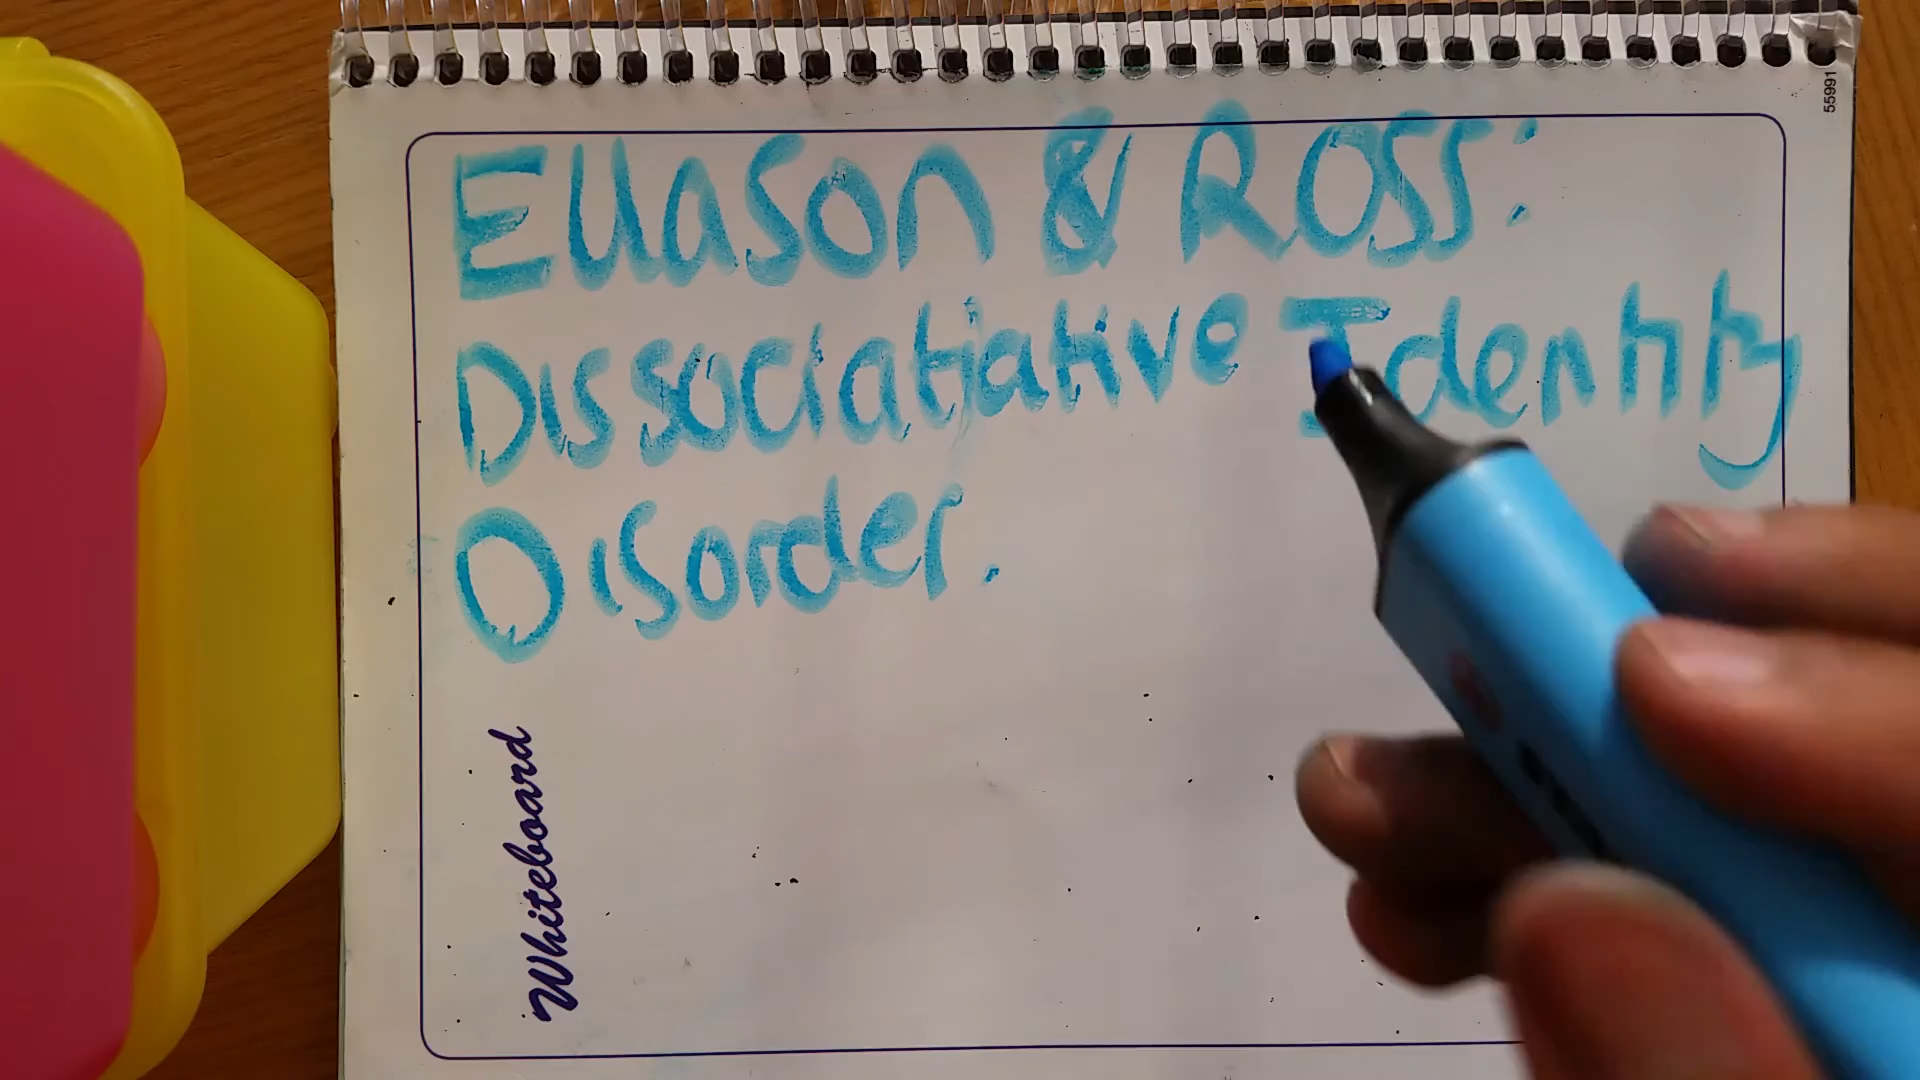 Ellason & Ross:
Dissociatiative Identity
Disorder.
Whiteboard
55991